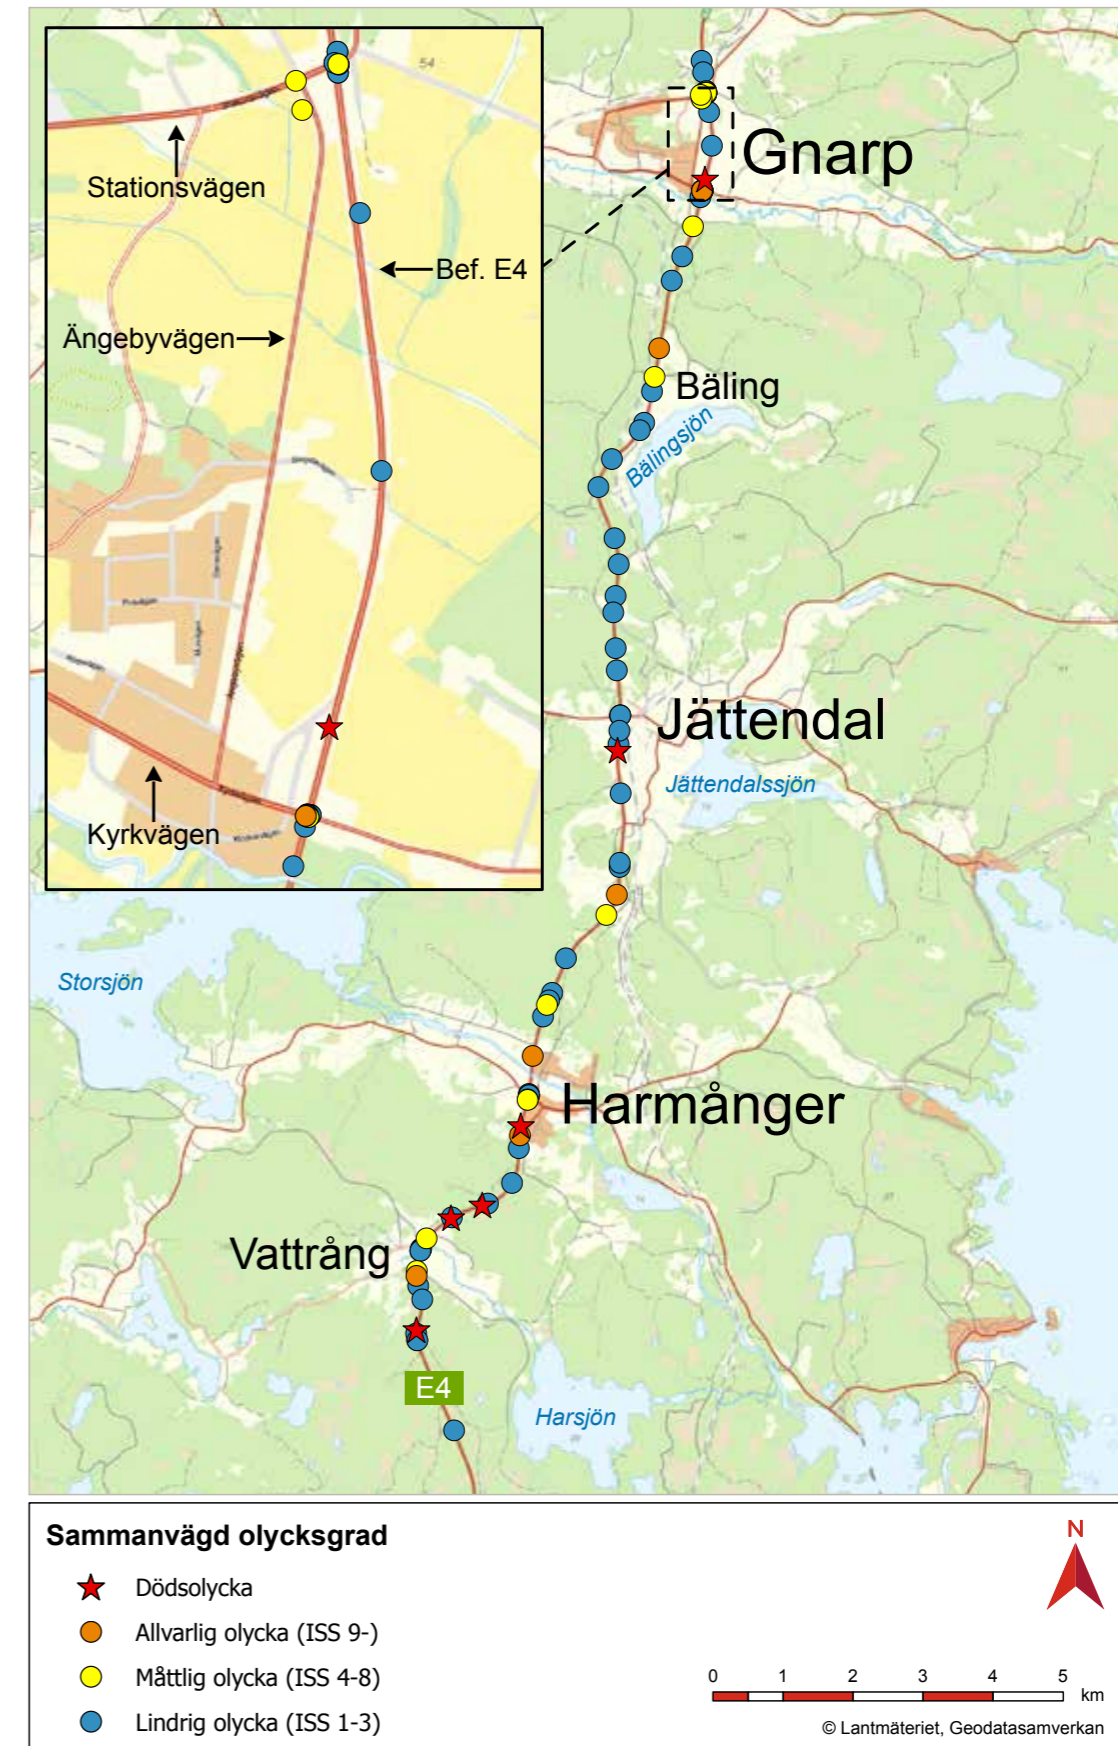 54
Stationsvägen
Gnarp
Bef. E4
Ängebyvägen
Bäling
Bälingsjön
Jättendal
Jättendalssjön
Kyrkvägen
Storsjön
Harmånger
Vattrång
E4
Harsjön
Sammanvägd olycksgrad
Dödsolycka
Allvarlig olycka (ISS 9-)
Måttlig olycka (ISS 4-8)
Lindrig olycka (ISS 1-3)
N
0 1 2 3 4 5
km
© Lantmäteriet, Geodatasamverkan